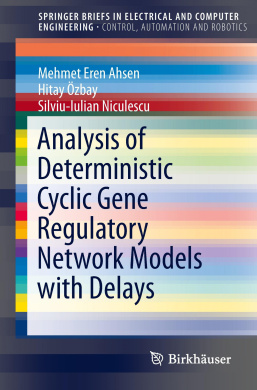 SPRINGER BRIEFS IN ELECTRICAL AND COMPUTER
ENGINEERING · CONTROL, AUTOMATION AND ROBOTICS
Mehmet Eren Ahsen
Hitay Özbay
Silviu-Iulian Niculescu
Analysis of
Deterministic
Cyclic Gene
Regulatory
Network Models
with Delays
Birkhäuser